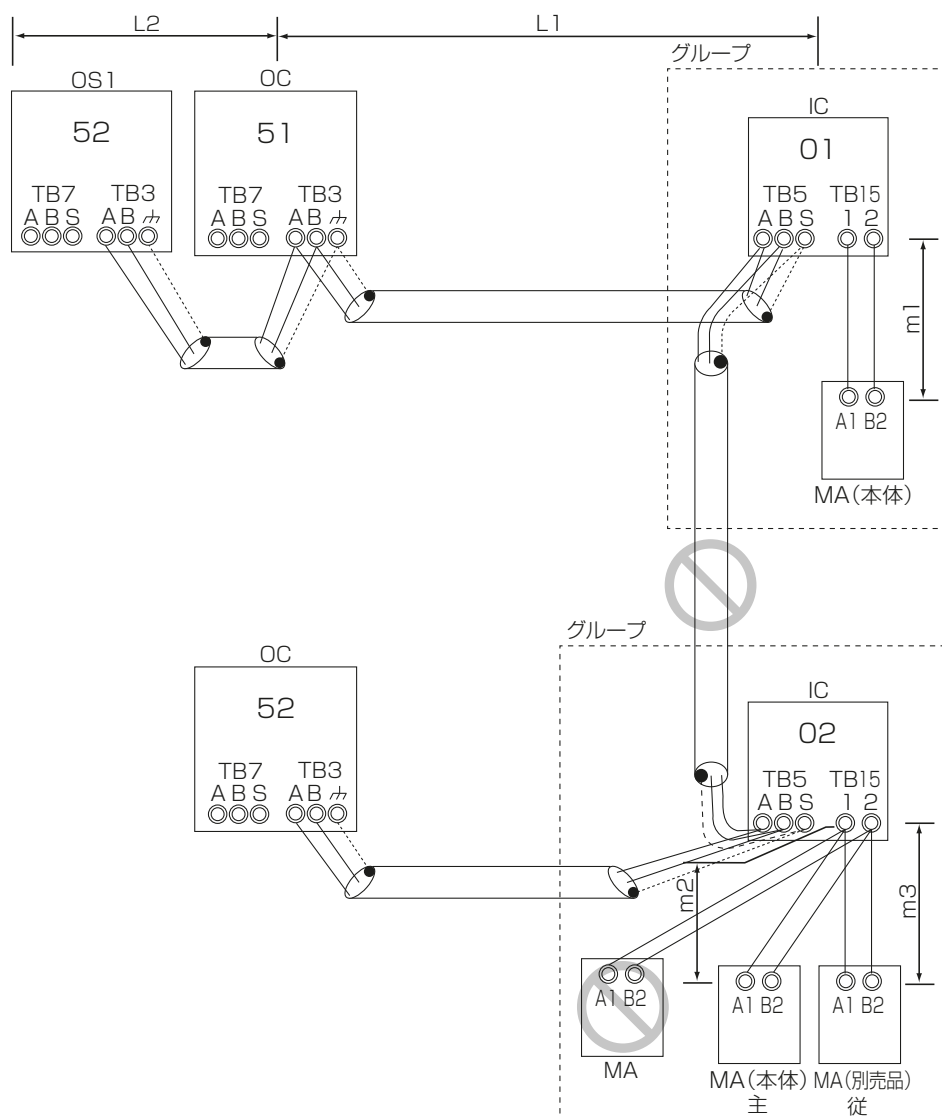 L2
L1
グループ
OS1
OC
IC
52
51
01
TB7 TB3
TB7 TB3
TB5 TB15
A B S A B
A B S A B
A B S 1 2
m1
A1 B2
MA(本体)
グループ
OC
IC
52
02
TB7 TB3
TB5 TB15
A B S A B
A B S 1 2
m2
m3
A1 B2
A1 B2
A1 B2
MA
MA(本体)
主
MA(別売品)
従